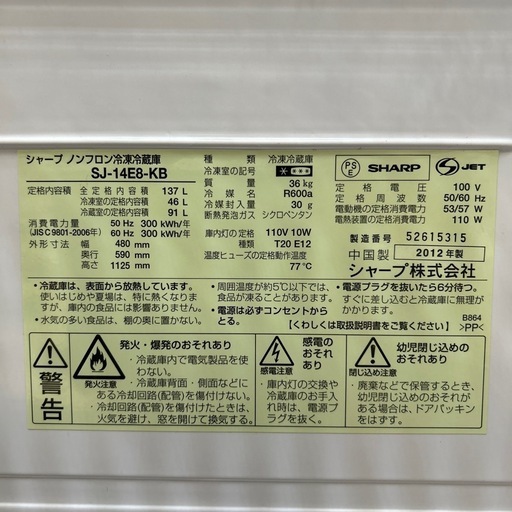 シャープ ノンフロン冷凍冷蔵庫
SJ-14E8-KB
定格内容積 全定格内容積 137 L
定格内容積 冷凍室 46 L
冷蔵室 91 L
消費電力量 50 Hz 300 kWh/年
(JIS C 9801-2006年) 60 Hz 300 kWh/年
外形寸法 幅 480 mm
奥行 590 mm
高さ 1125 mm
種類 冷凍冷蔵庫
冷凍室の記号
質量 36 kg
冷媒 R600a
冷媒封入量 30 g
断熱発泡ガス シクロペンタン
庫内灯の定格 110V 10W
T20 E12
温度ヒューズの定格動作温度
77℃
PSE SHARP S JET
定格電圧 100 V
定格周波数 50/60 Hz
電動機の定格消費電力 53/57 W
電熱装置の定格消費電力 110 W
製造番号 52615315
中国製 2012年製
シャープ株式会社
・冷蔵庫は、表面から放熱しています。
使いはじめや夏場は、特に熱く感じま
すが、庫内の食品には影響ありません。
・水気の多い食品は、棚の奥に置かない。
・周囲温度が約5℃以下では、
食品が凍ることがあります。
・電源は必ずコンセントから
とる。
・電源プラグを抜いたら6分待つ。
すぐに差し込むと冷蔵庫に無理が
かかります。
B864
【くわしくは取扱説明書をご覧ください】 >PP<
警告
発火・爆発のおそれあり
発火注意
・冷蔵庫内で電気製品を使
わない。
・冷蔵庫背面・側面などに
ある冷却回路(配管)を傷付けない。
・冷却回路(配管)を傷付けたときは、
火気を避け、窓を開けて換気する。
感電の
おそれあり
感電注意
・庫内灯の交換や
冷蔵庫のお手入
れ時は、電源プ
ラグを抜く。
幼児閉じ込めの
おそれあり
閉じ込め注意
・廃棄などで保管するとき、
幼児閉じ込めのおそれがあ
る場合は、ドアパッキン
をはずす。